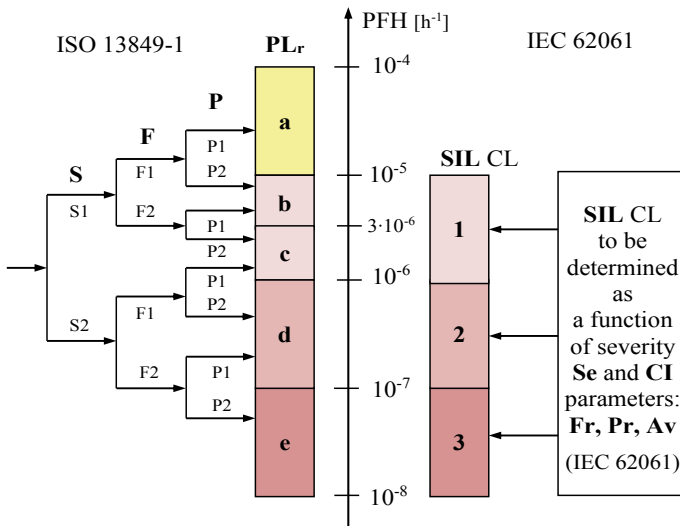 ISO 13849-1
PLr
PFH [h⁻¹]
IEC 62061
10⁻⁴
P
a
F
P1
SIL CL
S
F1
P2
10⁻⁵
b
S1
F2
P1
3·10⁻⁶
1
P2
c
10⁻⁶
P1
S2
F1
P2
d
2
F2
P1
10⁻⁷
P2
e
3
10⁻⁸
SIL CL
to be
determined
as
a function
of severity
Se and CI
parameters:
Fr, Pr, Av
(IEC 62061)